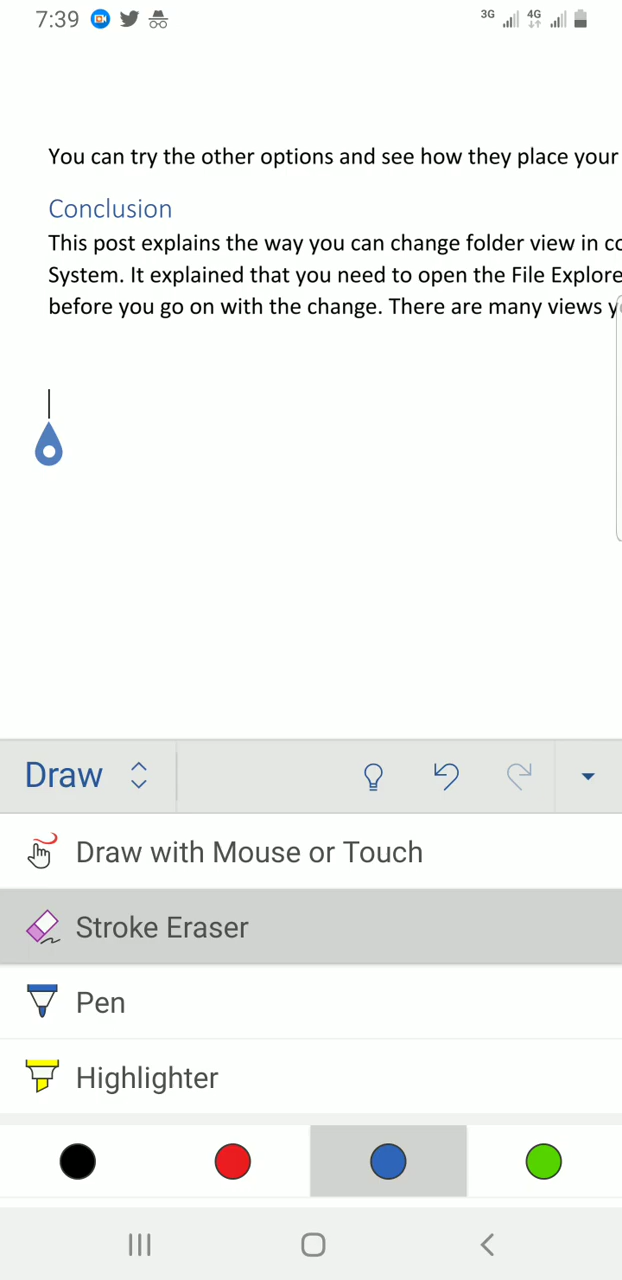 7:39
3G 4G
You can try the other options and see how they place your
Conclusion
This post explains the way you can change folder view in
System. It explained that you need to open the File Explore
before you go on with the change. There are many views
Draw
Draw with Mouse or Touch
Stroke Eraser
Pen
Highlighter